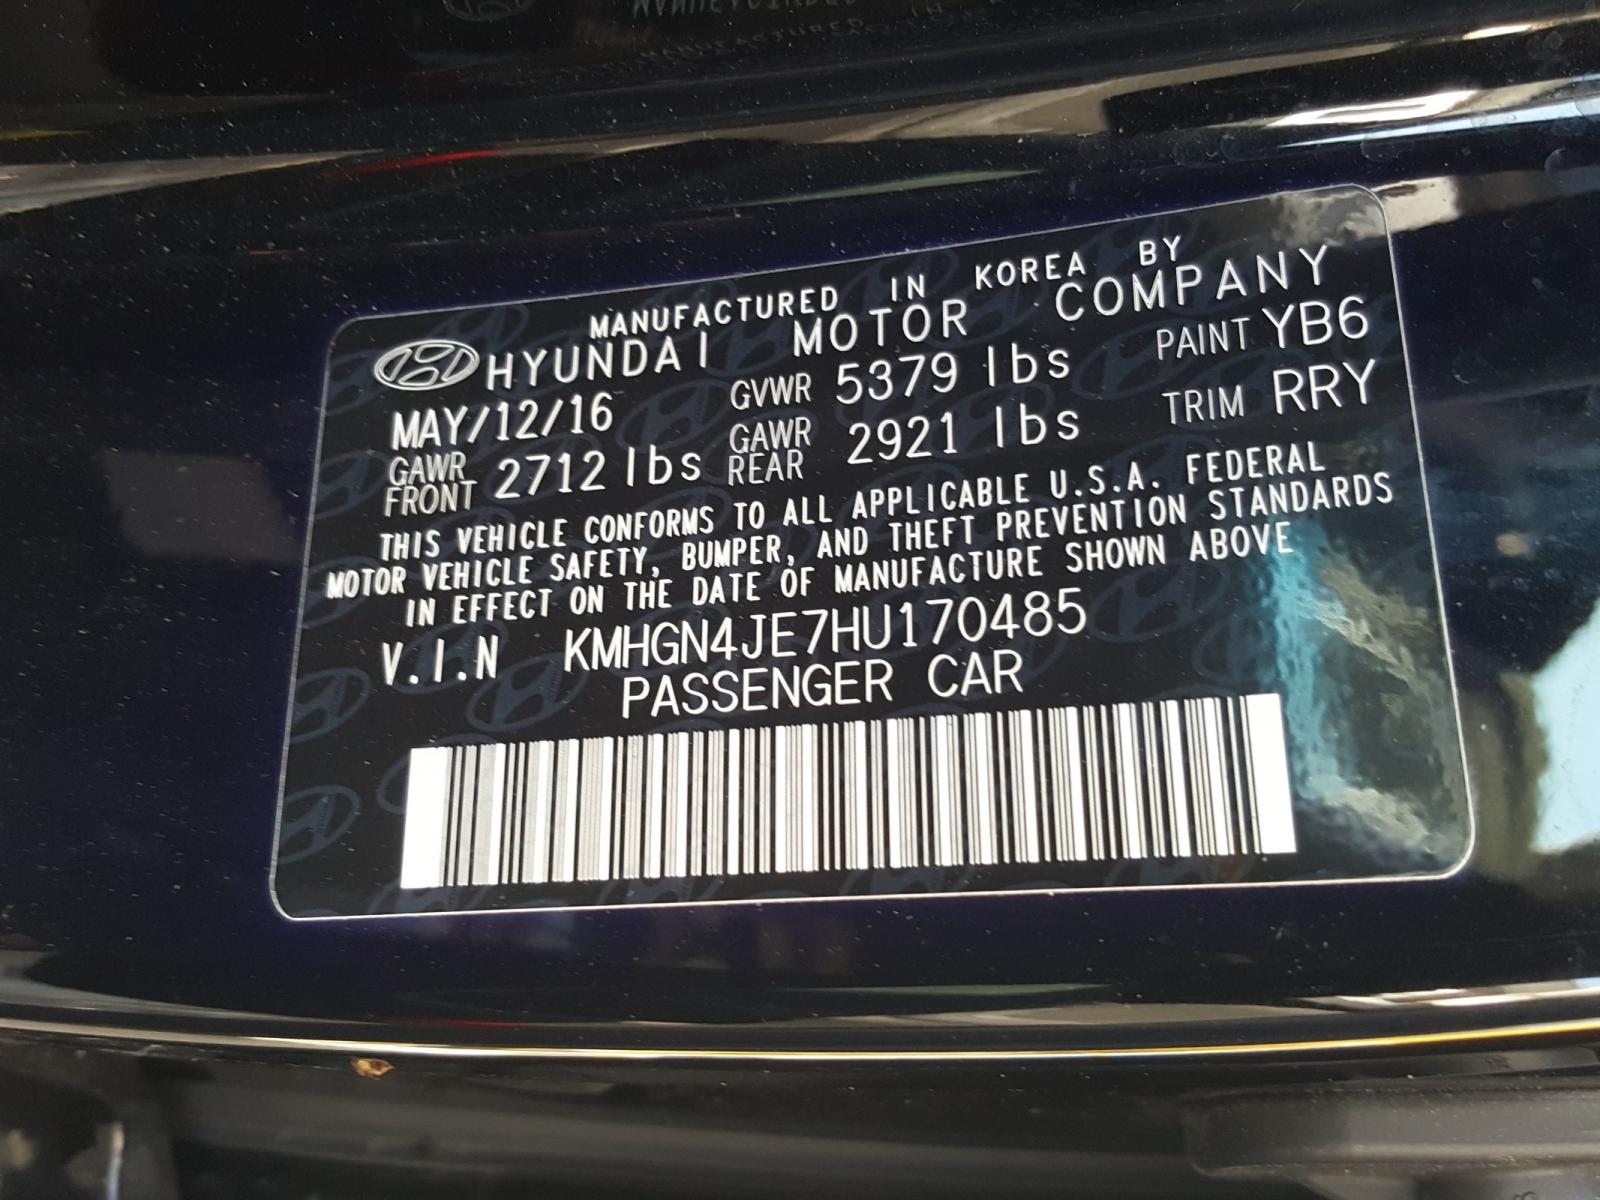 MANUFACTURED IN KOREA BY
HYUNDAI MOTOR COMPANY
MAY/12/16 GVWR 5379 lbs PAINT YB6
GAWR FRONT 2712 lbs GAWR REAR 2921 lbs TRIM RRY
THIS VEHICLE CONFORMS TO ALL APPLICABLE U.S.A. FEDERAL
MOTOR VEHICLE SAFETY, BUMPER, AND THEFT PREVENTION STANDARDS
IN EFFECT ON THE DATE OF MANUFACTURE SHOWN ABOVE
V.I.N KMHGN4JE7HU170485
PASSENGER CAR